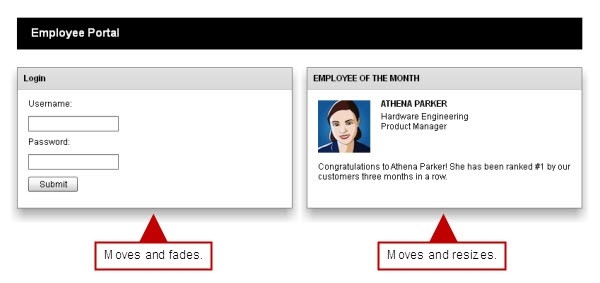 Employee Portal
Login
Username:
Password:
Submit
EMPLOYEE OF THE MONTH
ATHENA PARKER
Hardware Engineering
Product Manager
Congratulations to Athena Parker! She has been ranked #1 by our
customers three months in a row.
Moves and fades.
Moves and resizes.